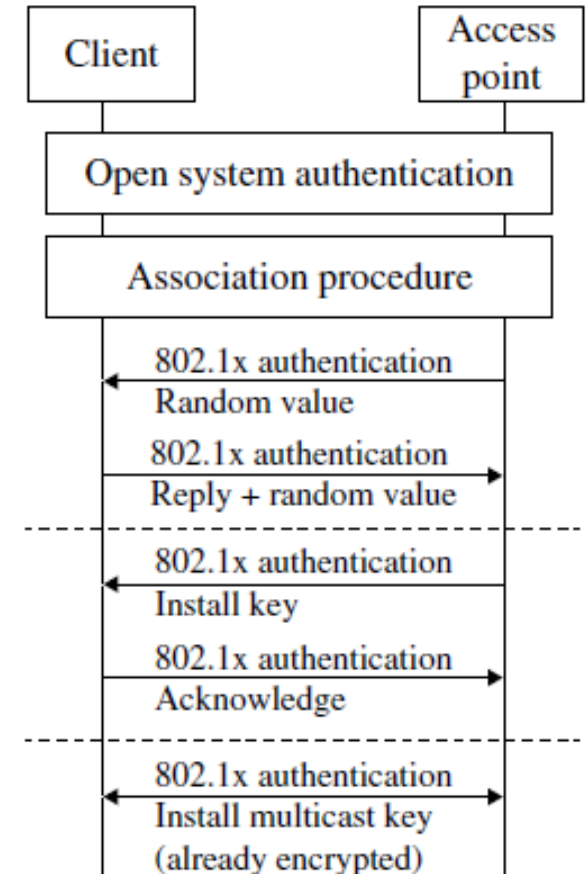 Client
Access
point
Open system authentication
Association procedure
802.1x authentication
Random value
802.1x authentication
Reply + random value
802.1x authentication
Install key
802.1x authentication
Acknowledge
802.1x authentication
Install multicast key
(already encrypted)